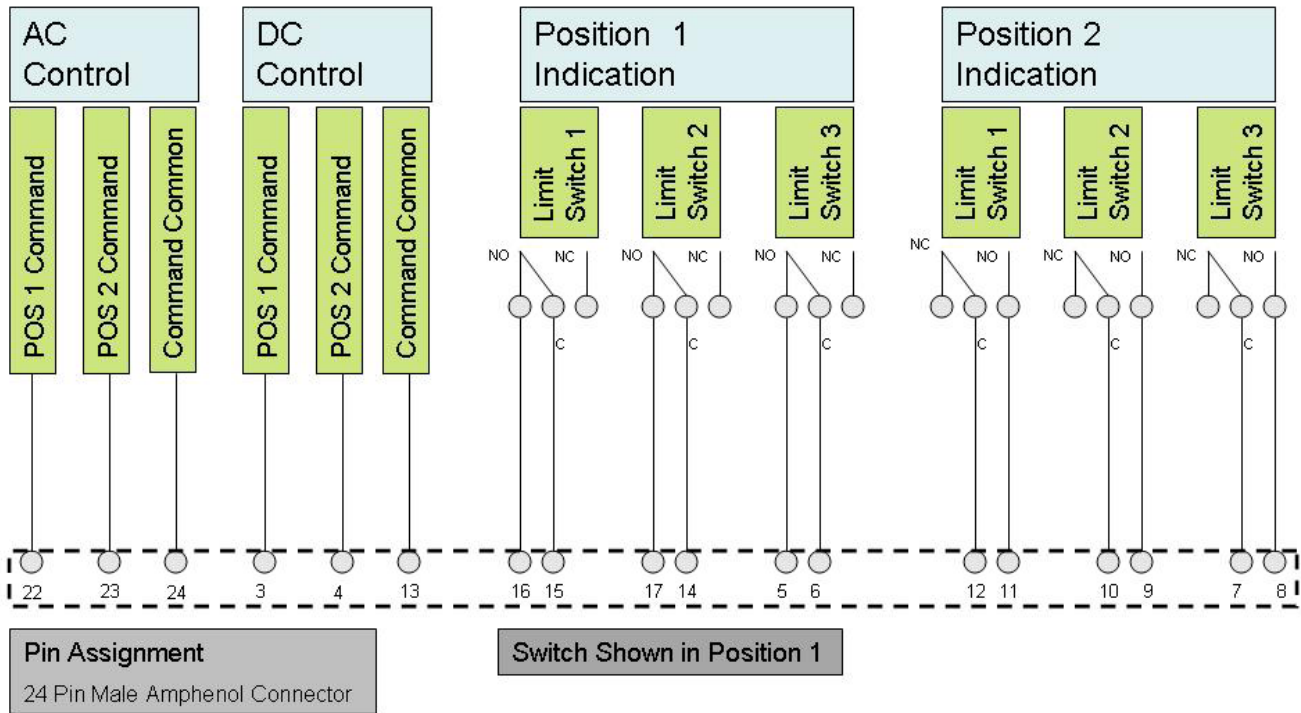 AC
Control
DC
Control
Position 1
Indication
Position 2
Indication
POS 1 Command
POS 2 Command
Command Common
POS 1 Command
POS 2 Command
Command Common
Limit
Switch 1
Limit
Switch 2
Limit
Switch 3
Limit
Switch 1
Limit
Switch 2
Limit
Switch 3
NO NC NO NC NO NC NC NO NC NO NC NO
C C C C C C
22 23 24 3 4 13 16 15 17 14 5 6 12 11 10 9 7 8
Pin Assignment
24 Pin Male Amphenol Connector
Switch Shown in Position 1